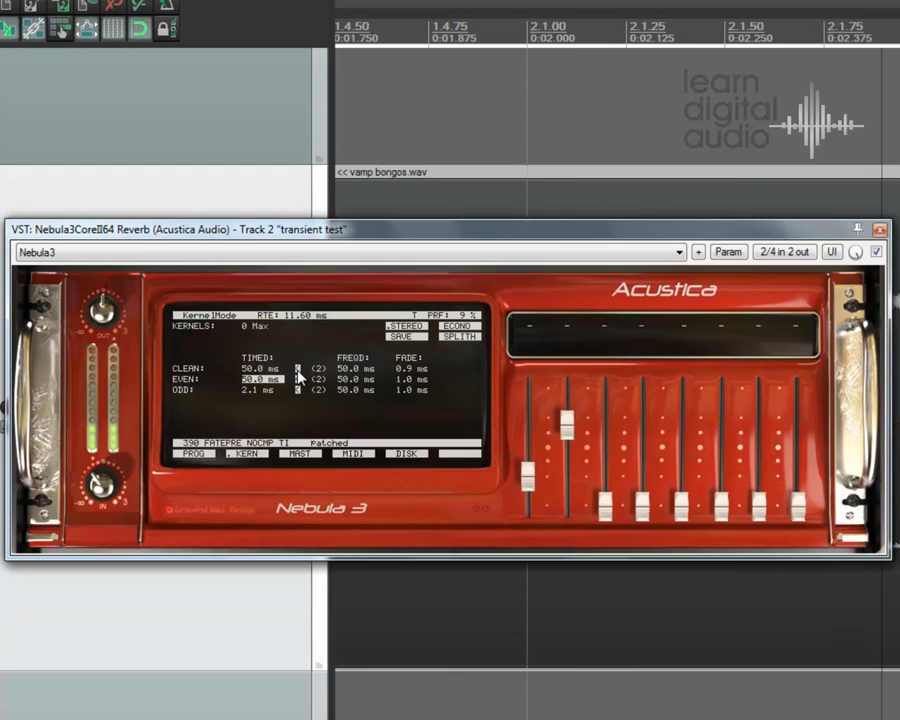 1.4.50 1.4.75 2.1.00 2.1.25 2.1.50 2.1.75
0:01.750 0:01.875 0:02.000 0:02.125 0:02.250 0:02.375
learn
digital
audio
<< vamp bongos.wav
VST: Nebula3CoreII64 Reverb (Acustica Audio) - Track 2 "transient test"
Nebula3 + Param 2/4 in 2 out UI
Acustica
KernelMode RTE: 11.60 ms T PRF: 9 %
KERNELS: 0 Max .STEREO ECONO
SAVE SPLITH
TIMED: FREQD: FADE:
CLEAN: 50.0 ms C (2) 50.0 ms 0.9 ms
EVEN: 50.0 ms (2) 50.0 ms 1.0 ms
ODD: 2.1 ms C (2) 50.0 ms 1.0 ms
390 FATEPRE NOCMP TI patched
PROG . KERN MAST MIDI DISK
OUT
IN
Nebula 3